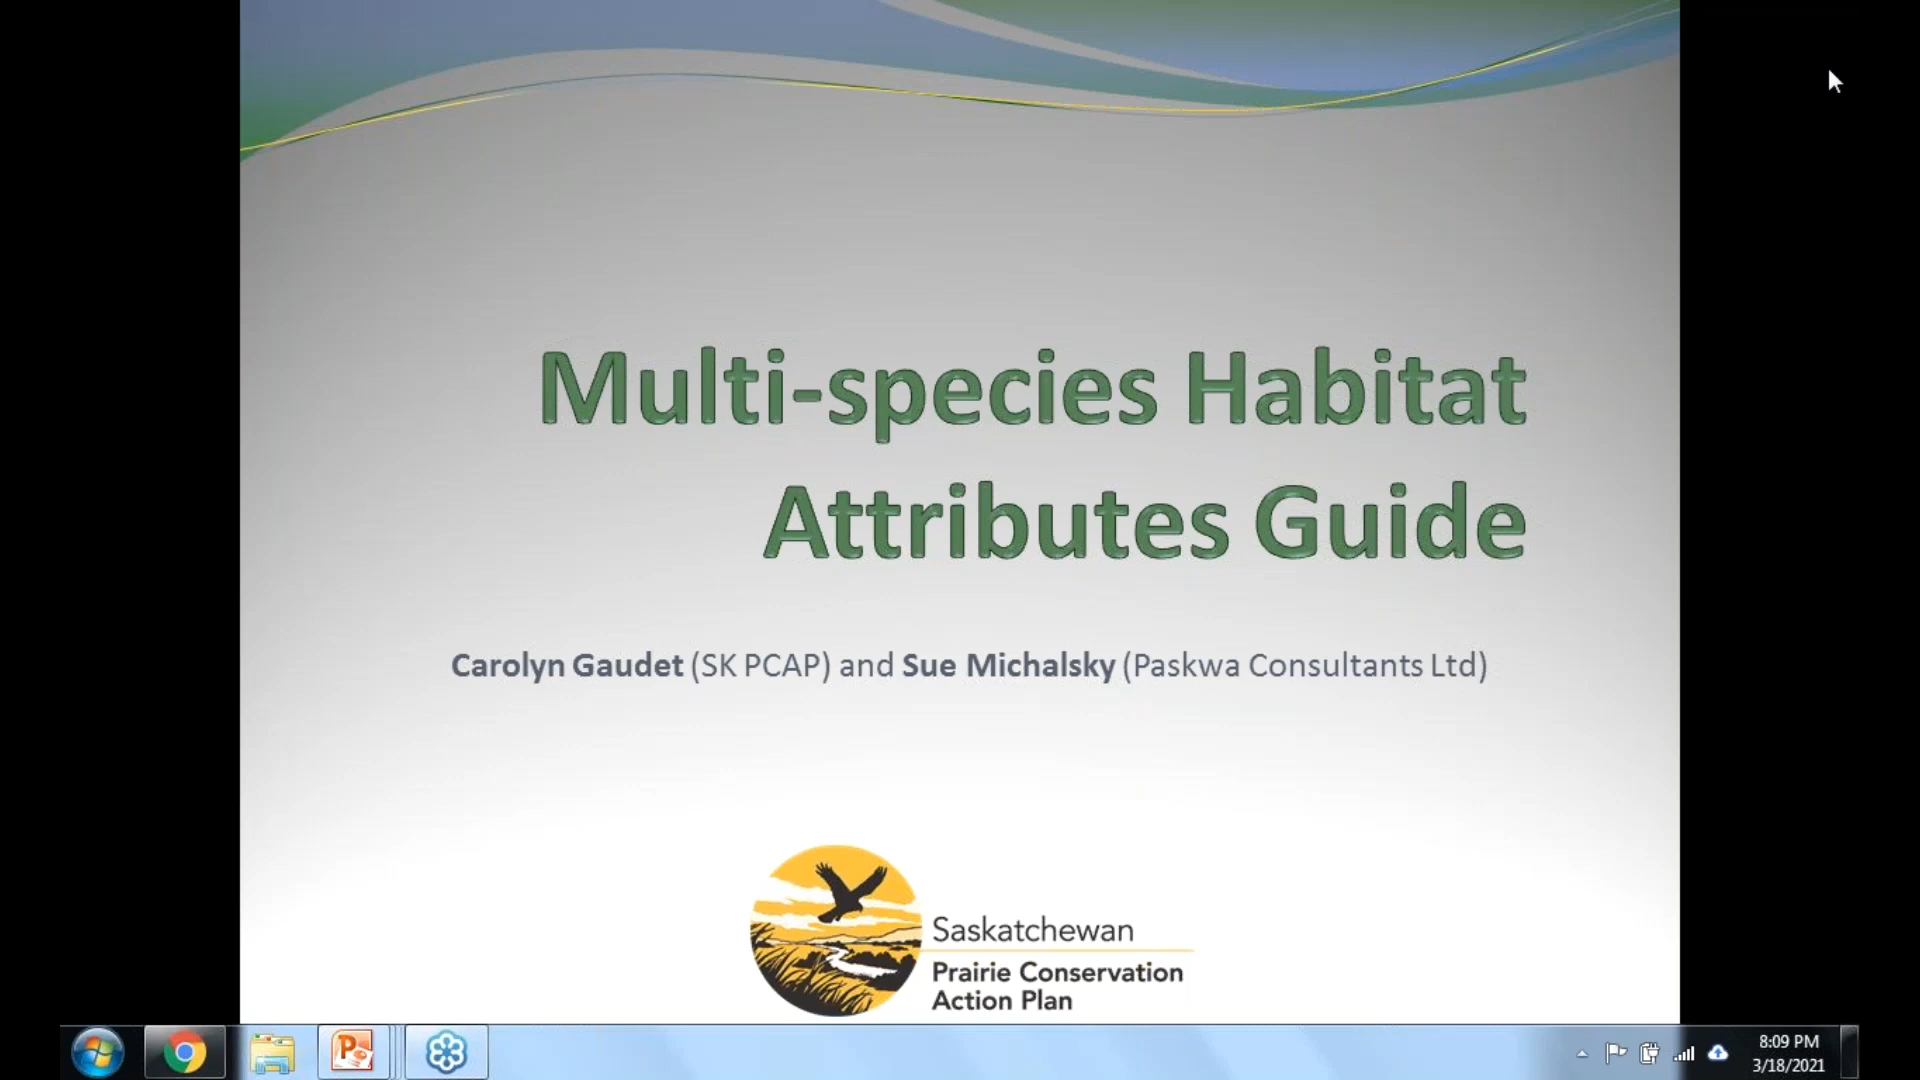 Multi-species Habitat
Attributes Guide
Carolyn Gaudet (SK PCAP) and Sue Michalsky (Paskwa Consultants Ltd)
Saskatchewan
Prairie Conservation
Action Plan
8:09 PM
3/18/2021